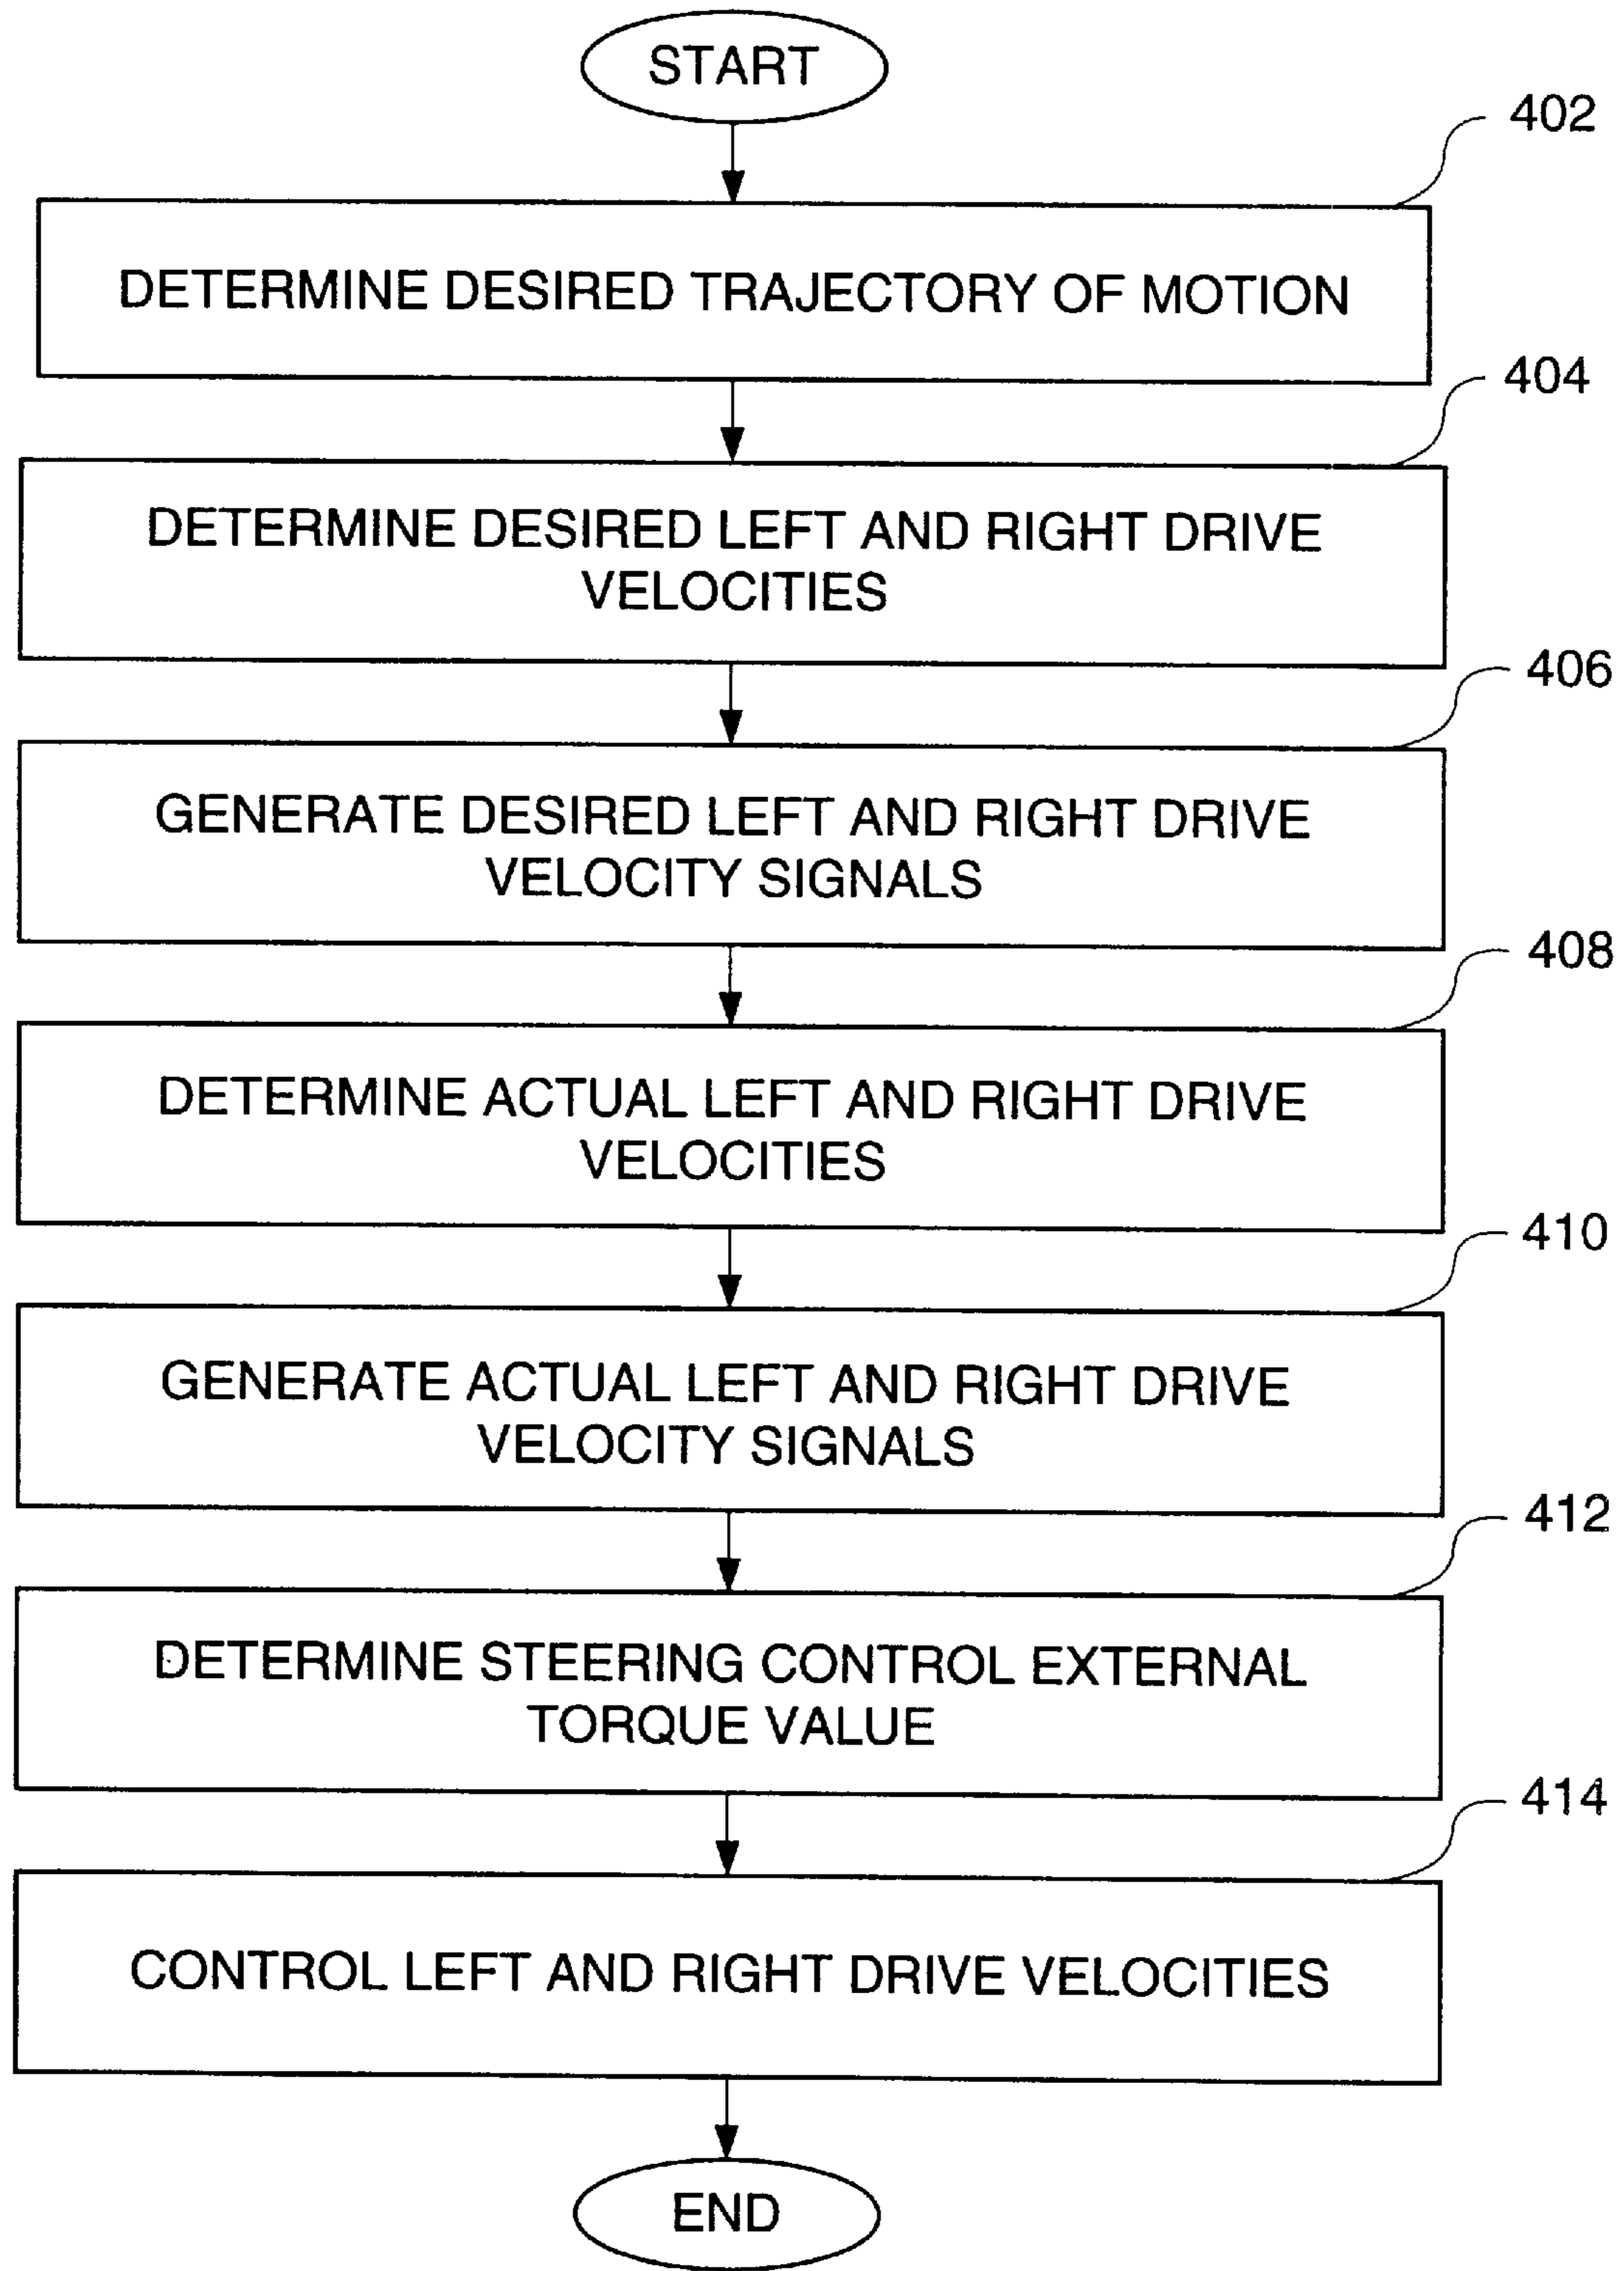 START
402
DETERMINE DESIRED TRAJECTORY OF MOTION
404
DETERMINE DESIRED LEFT AND RIGHT DRIVE
VELOCITIES
406
GENERATE DESIRED LEFT AND RIGHT DRIVE
VELOCITY SIGNALS
408
DETERMINE ACTUAL LEFT AND RIGHT DRIVE
VELOCITIES
410
GENERATE ACTUAL LEFT AND RIGHT DRIVE
VELOCITY SIGNALS
412
DETERMINE STEERING CONTROL EXTERNAL
TORQUE VALUE
414
CONTROL LEFT AND RIGHT DRIVE VELOCITIES
END